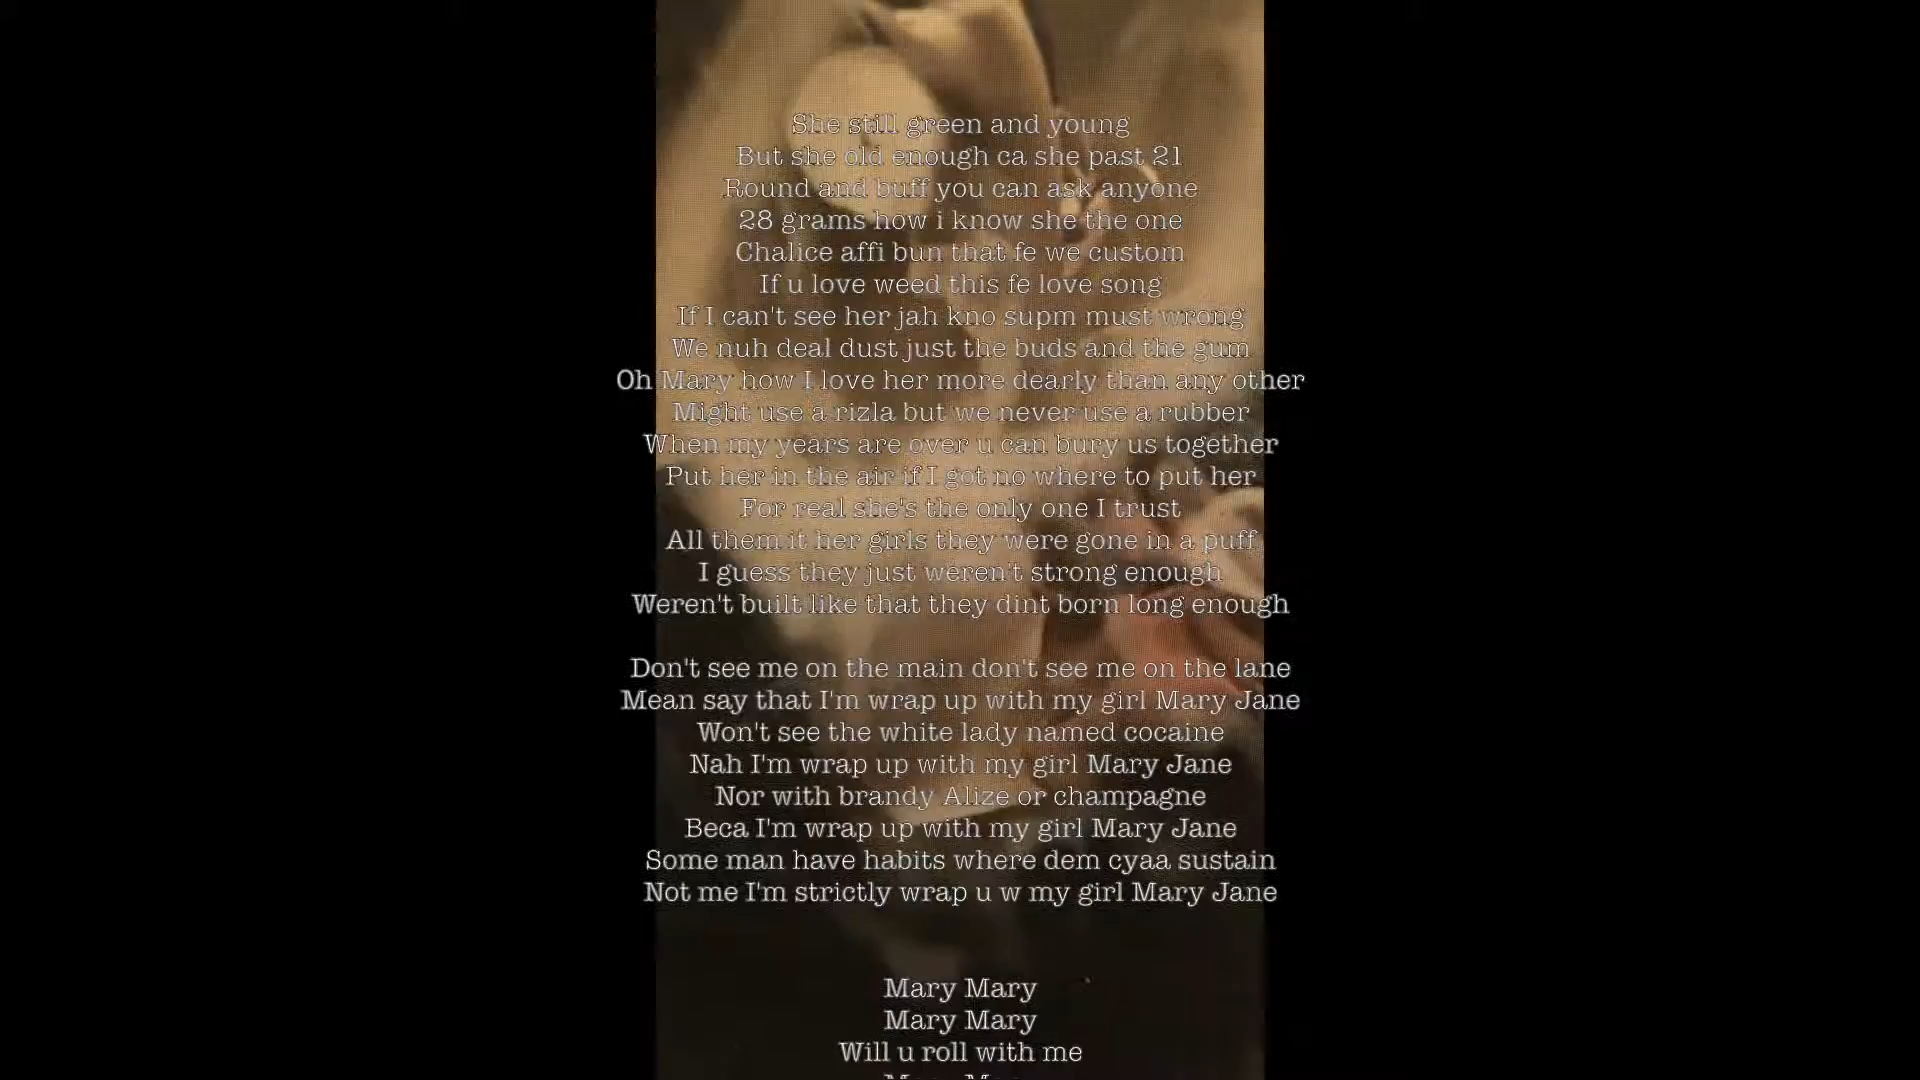 She still green and young
But she old enough ca she past 21
Round and buff you can ask anyone
28 grams how i know she the one
Chalice affi bun that fe we custom
If u love weed this fe love song
If I can't see her jah kno supm must wrong
We nuh deal dust just the buds and the gum
Oh Mary how I love her more dearly than any other
Might use a rizla but we never use a rubber
When my years are over u can bury us together
Put her in the air if I got no where to put her
For real she's the only one I trust
All them it her girls they were gone in a puff
I guess they just weren't strong enough
Weren't built like that they dint born long enough
Don't see me on the main don't see me on the lane
Mean say that I'm wrap up with my girl Mary Jane
Won't see the white lady named cocaine
Nah I'm wrap up with my girl Mary Jane
Nor with brandy Alize or champagne
Beca I'm wrap up with my girl Mary Jane
Some man have habits where dem cyaa sustain
Not me I'm strictly wrap u w my girl Mary Jane
Mary Mary
Mary Mary
Will u roll with me